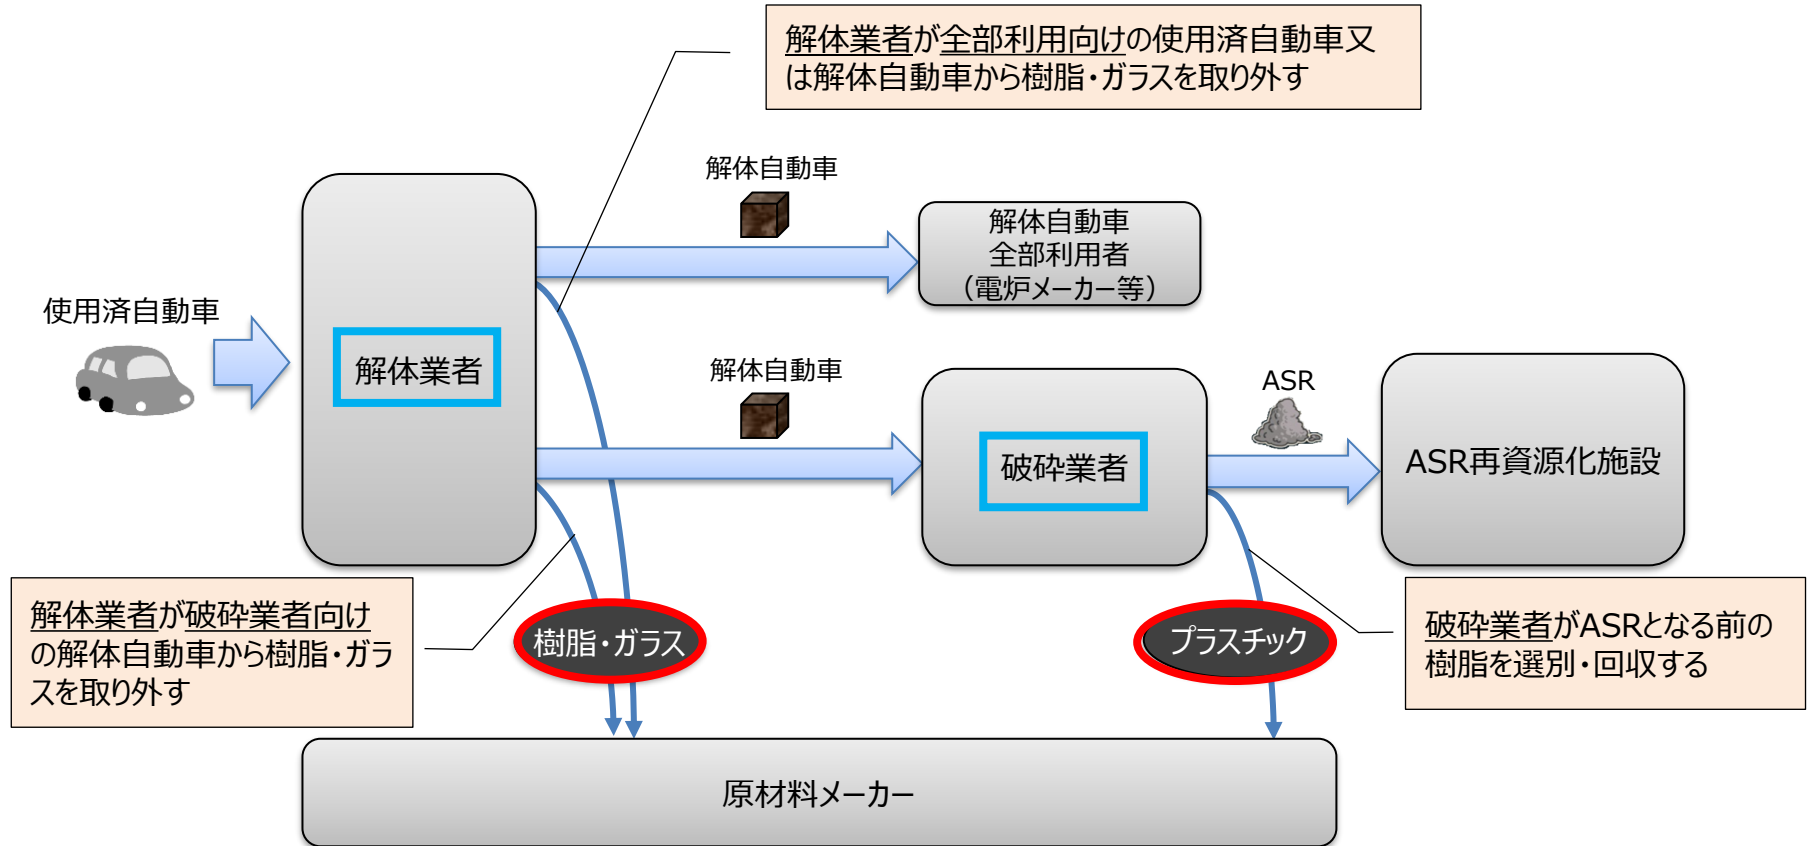 解体業者が全部利用向けの使用済自動車又
は解体自動車から樹脂・ガラスを取り外す
解体自動車
解体自動車
全部利用者
（電炉メーカー等）
使用済自動車
解体業者
解体自動車
破砕業者
ASR
ASR再資源化施設
解体業者が破砕業者向け
の解体自動車から樹脂・ガラ
スを取り外す
樹脂・ガラス
プラスチック
破砕業者がASRとなる前の
樹脂を選別・回収する
原材料メーカー